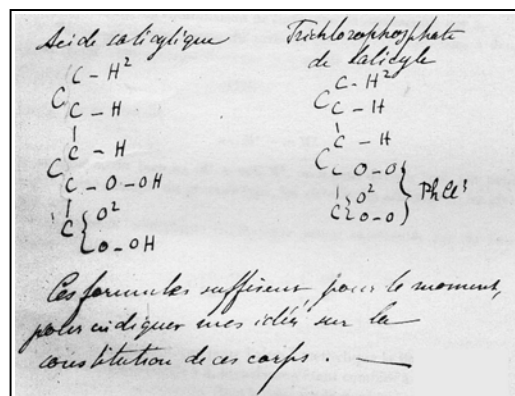 Acide salicylique
C – H²
C
C – H
C – H
C
C – O – OH
C { O²
O – OH
Trichlorophosphate
de Salicyle
C – H²
C
C – H
C – H
C
C – O – O
C { O²
O – O } PhCl³
Ces formules suffisent pour le moment,
pour indiquer mes idées sur la
constitution de ces corps. —